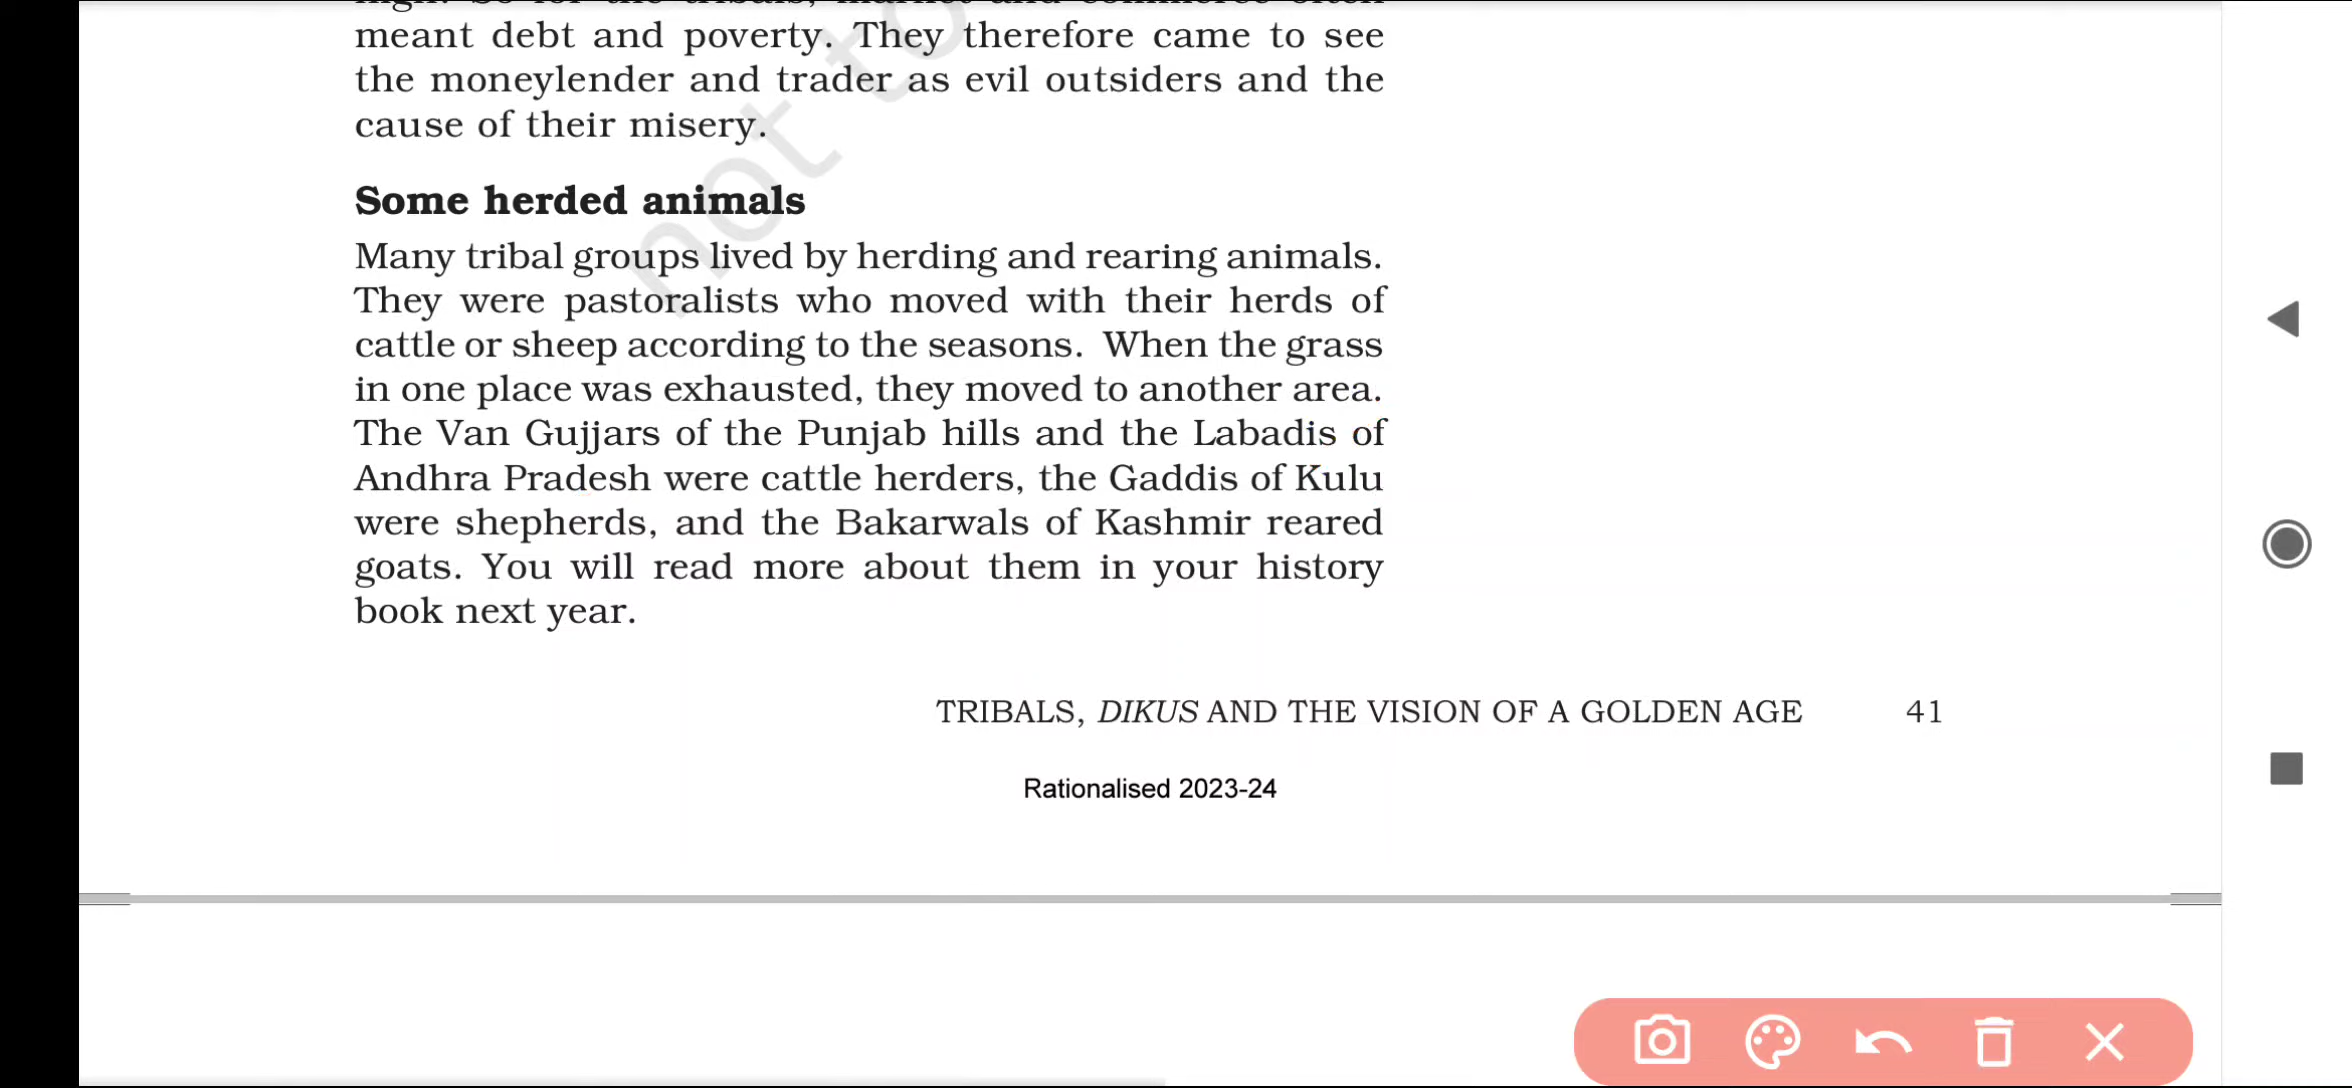 meant debt and poverty. They therefore came to see
the moneylender and trader as evil outsiders and the
cause of their misery.
Some herded animals
Many tribal groups lived by herding and rearing animals.
They were pastoralists who moved with their herds of
cattle or sheep according to the seasons. When the grass
in one place was exhausted, they moved to another area.
The Van Gujjars of the Punjab hills and the Labadis of
Andhra Pradesh were cattle herders, the Gaddis of Kulu
were shepherds, and the Bakarwals of Kashmir reared
goats. You will read more about them in your history
book next year.
TRIBALS, DIKUS AND THE VISION OF A GOLDEN AGE 41
Rationalised 2023-24
not to